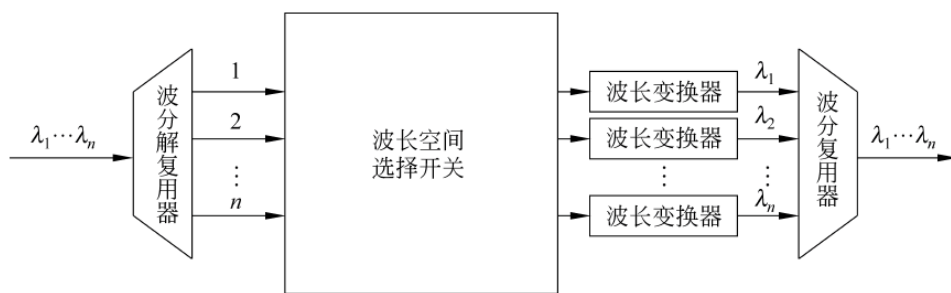 λ₁⋯λₙ
波分解复用器
1
2
⋮
n
波长空间
选择开关
波长变换器
波长变换器
⋮
波长变换器
λ₁
λ₂
⋮
λₙ
波分复用器
λ₁⋯λₙ